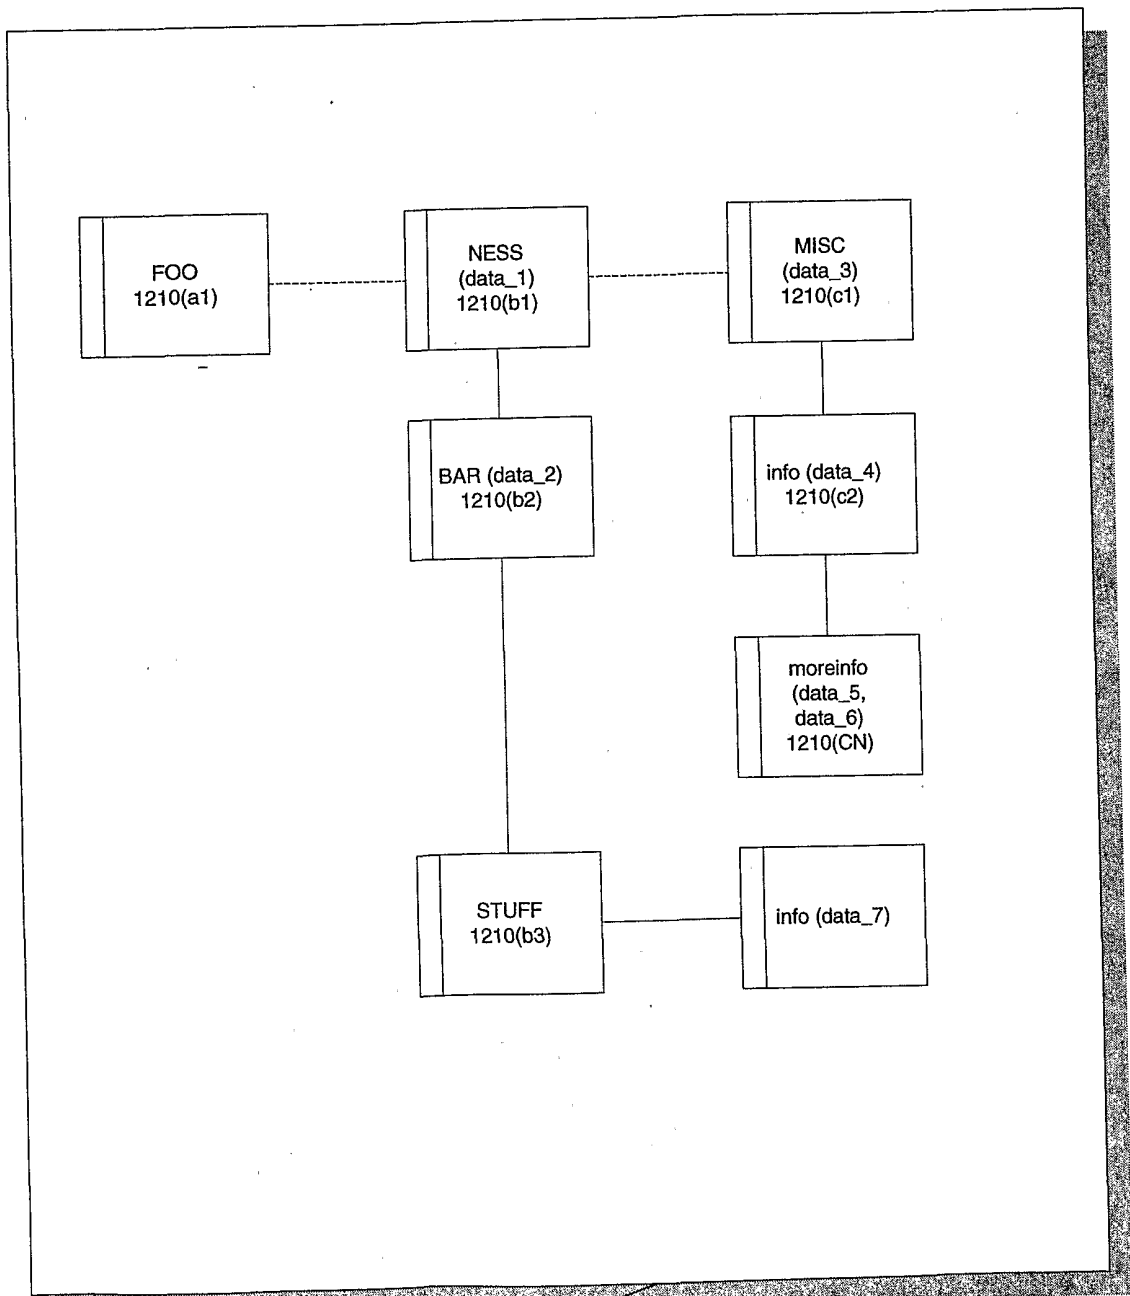 FOO
1210(a1)
NESS
(data_1)
1210(b1)
MISC
(data_3)
1210(c1)
BAR (data_2)
1210(b2)
info (data_4)
1210(c2)
moreinfo
(data_5,
data_6)
1210(CN)
STUFF
1210(b3)
info (data_7)